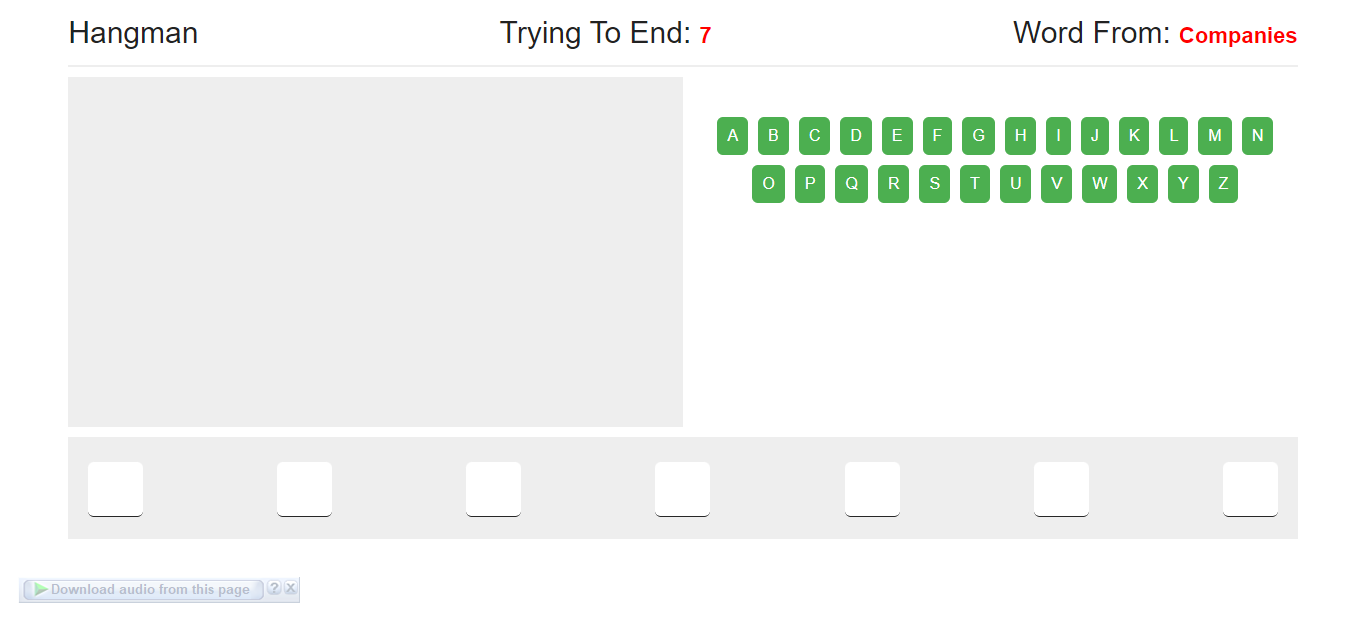 Hangman
Trying To End: 7
Word From: Companies
A B C D E F G H I J K L M N
O P Q R S T U V W X Y Z
Download audio from this page ? X